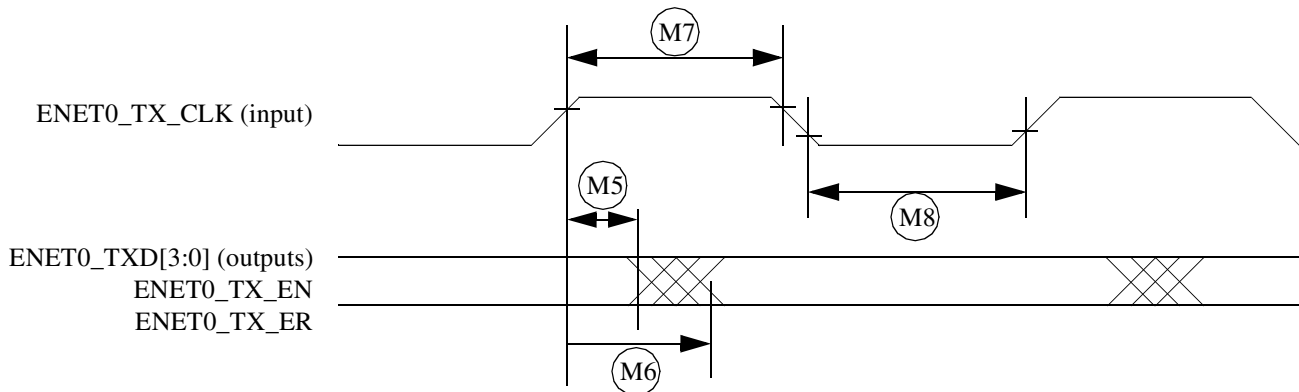 M7
ENET0_TX_CLK (input)
M5
M8
ENET0_TXD[3:0] (outputs)
ENET0_TX_EN
ENET0_TX_ER
M6